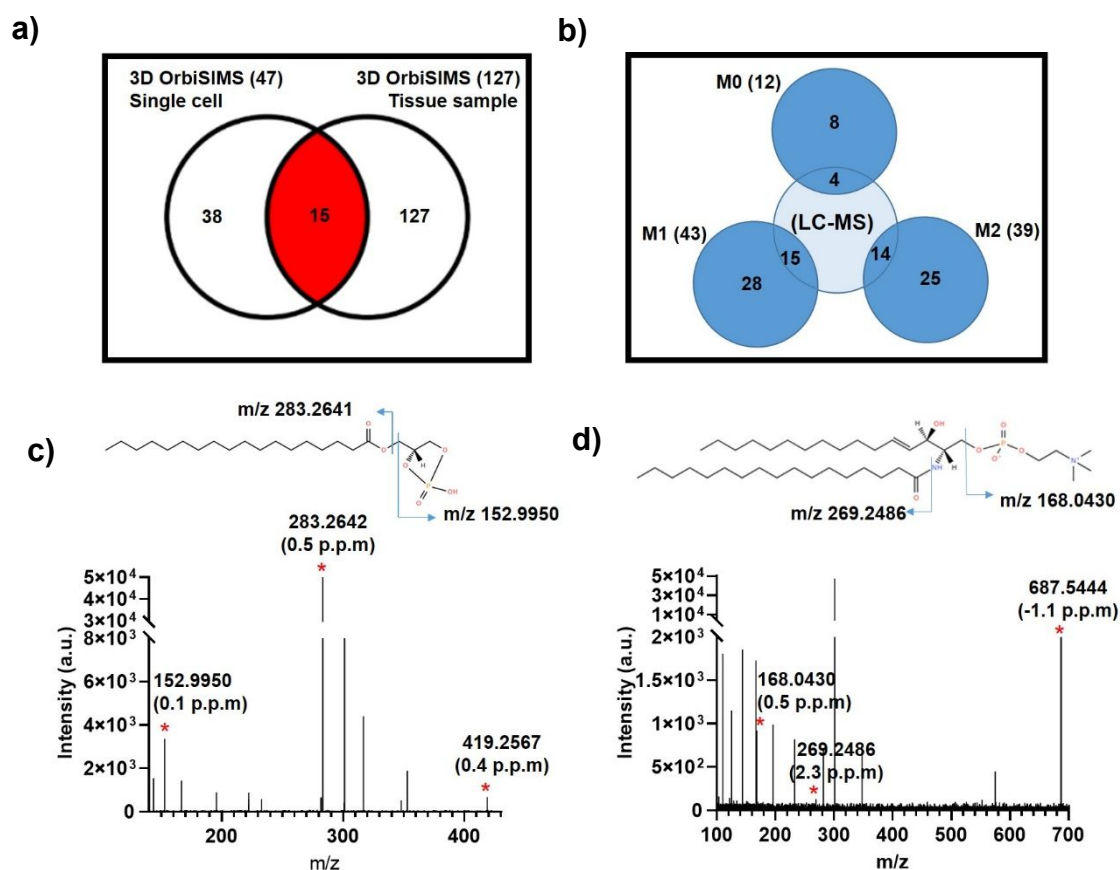 a)
3D OrbiSIMS (47)
Single cell
3D OrbiSIMS (127)
Tissue sample
38
15
127
b)
M0 (12)
8
4
(LC-MS)
M1 (43)
M2 (39)
15
14
28
25
c)
m/z 283.2641
O
O
O
H
O
P
OH
O
m/z 152.9950
283.2642
(0.5 p.p.m)
*
152.9950
(0.1 p.p.m)
*
419.2567
(0.4 p.p.m)
*
Intensity (a.u.)
5×10⁴
4×10⁴
3×10⁴
8×10³
6×10³
4×10³
2×10³
0
200
300
400
m/z
d)
H
OH
O
O
P
O
O⁻
N⁺
NH
H
O
m/z 168.0430
m/z 269.2486
687.5444
(-1.1 p.p.m)
*
168.0430
(0.5 p.p.m)
*
269.2486
(2.3 p.p.m)
*
Intensity (a.u.)
5×10⁴
3×10⁴
1×10⁴
2×10³
1.5×10³
1×10³
5×10²
0
100
200
300
400
500
600
700
m/z